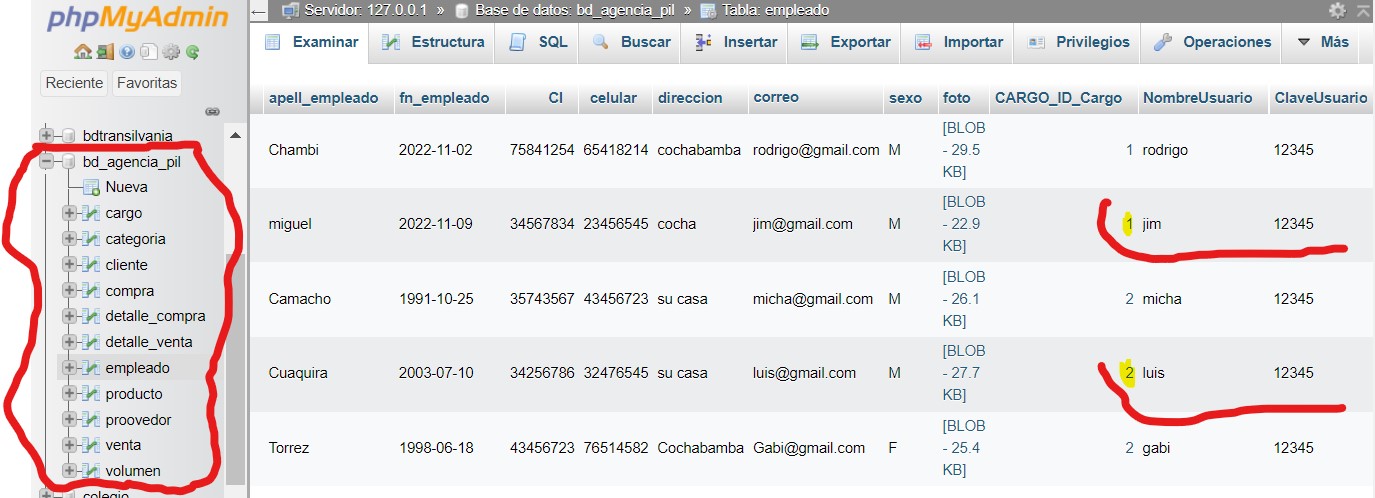 phpMyAdmin
Reciente Favoritas
bdtransilvania
bd_agencia_pil
Nueva
cargo
categoria
cliente
compra
detalle_compra
detalle_venta
empleado
producto
proovedor
venta
volumen
colegio
← Servidor: 127.0.0.1 » Base de datos: bd_agencia_pil » Tabla: empleado
Examinar Estructura SQL Buscar Insertar Exportar Importar Privilegios Operaciones Más
apell_empleado fn_empleado CI celular direccion correo sexo foto CARGO_ID_Cargo NombreUsuario ClaveUsuario
Chambi 2022-11-02 75841254 65418214 cochabamba rodrigo@gmail.com M [BLOB - 29.5 KB] 1 rodrigo 12345
miguel 2022-11-09 34567834 23456545 cocha jim@gmail.com M [BLOB - 22.9 KB] 1 jim 12345
Camacho 1991-10-25 35743567 43456723 su casa micha@gmail.com M [BLOB - 26.1 KB] 2 micha 12345
Cuaquira 2003-07-10 34256786 32476545 su casa luis@gmail.com M [BLOB - 27.7 KB] 2 luis 12345
Torrez 1998-06-18 43456723 76514582 Cochabamba Gabi@gmail.com F [BLOB - 25.4 KB] 2 gabi 12345